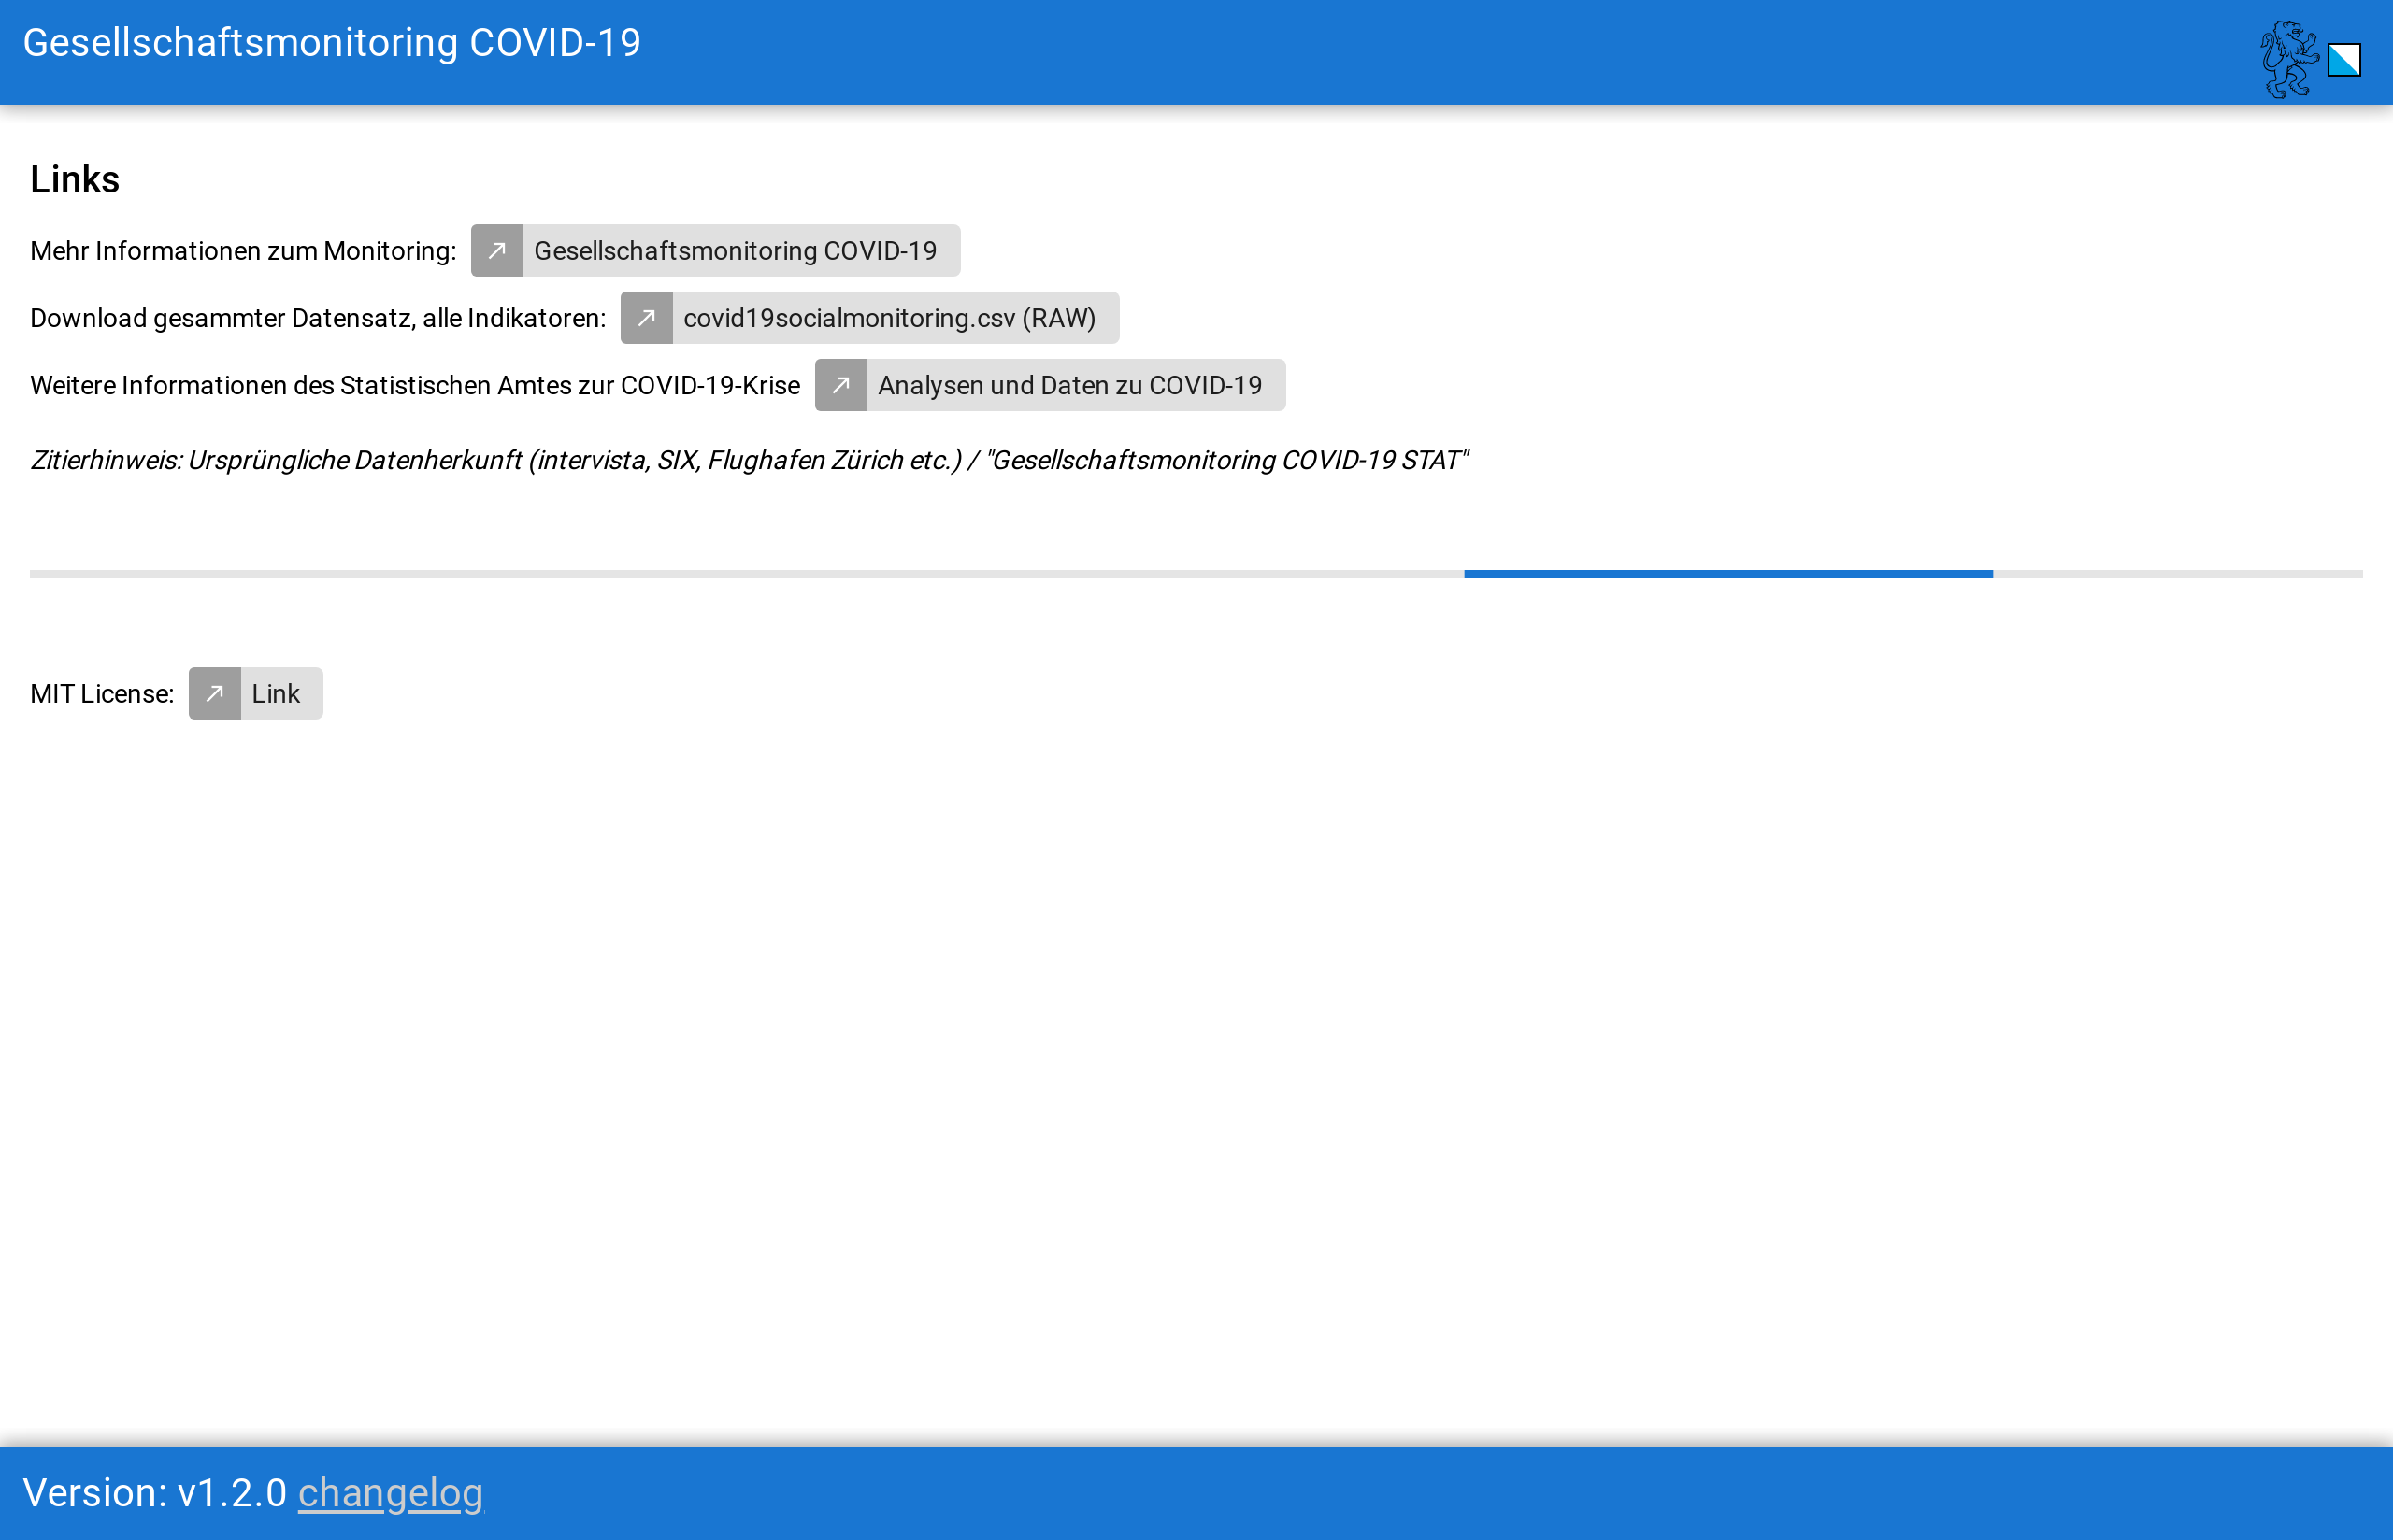 Gesellschaftsmonitoring COVID-19
Links
Mehr Informationen zum Monitoring: Gesellschaftsmonitoring COVID-19
Download gesammter Datensatz, alle Indikatoren: covid19socialmonitoring.csv (RAW)
Weitere Informationen des Statistischen Amtes zur COVID-19-Krise Analysen und Daten zu COVID-19
Zitierhinweis: Ursprüngliche Datenherkunft (intervista, SIX, Flughafen Zürich etc.) / "Gesellschaftsmonitoring COVID-19 STAT"
MIT License: Link
Version: v1.2.0 changelog